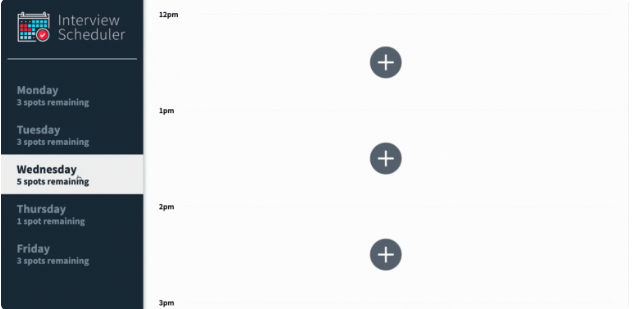 Interview
Scheduler
Monday
3 spots remaining
Tuesday
3 spots remaining
Wednesday
5 spots remaining
Thursday
1 spot remaining
Friday
3 spots remaining
12pm
1pm
2pm
3pm